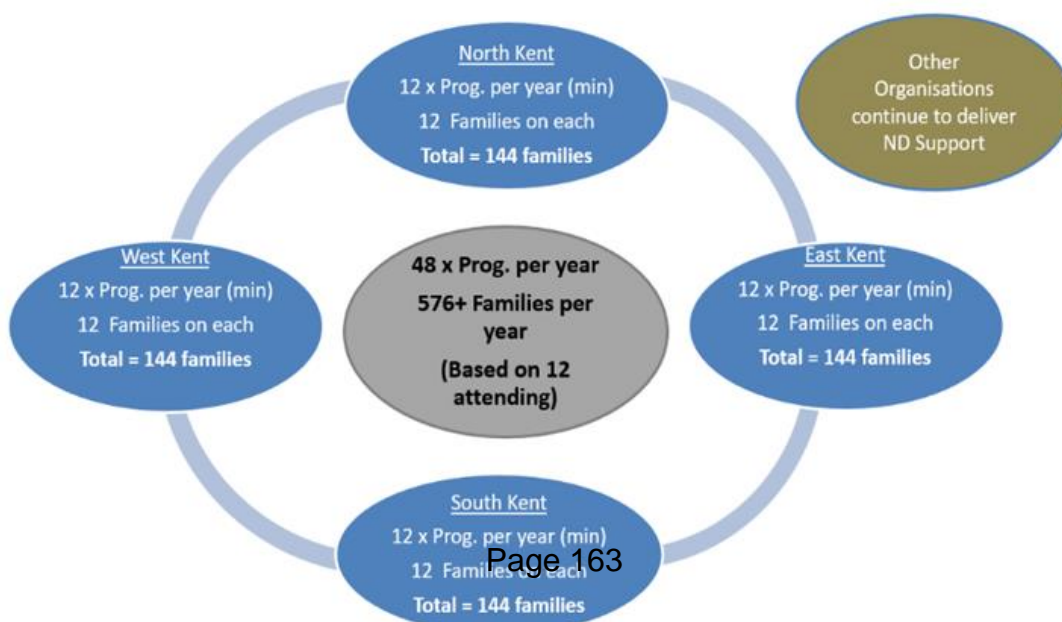 North Kent
12 x Prog. per year (min)
12 Families on each
Total = 144 families
Other
Organisations
continue to deliver
ND Support
West Kent
12 x Prog. per year (min)
12 Families on each
Total = 144 families
48 x Prog. per year
576+ Families per
year
(Based on 12
attending)
East Kent
12 x Prog. per year (min)
12 Families on each
Total = 144 families
South Kent
12 x Prog. per year (min)
12 Families on each
Page 163
Total = 144 families